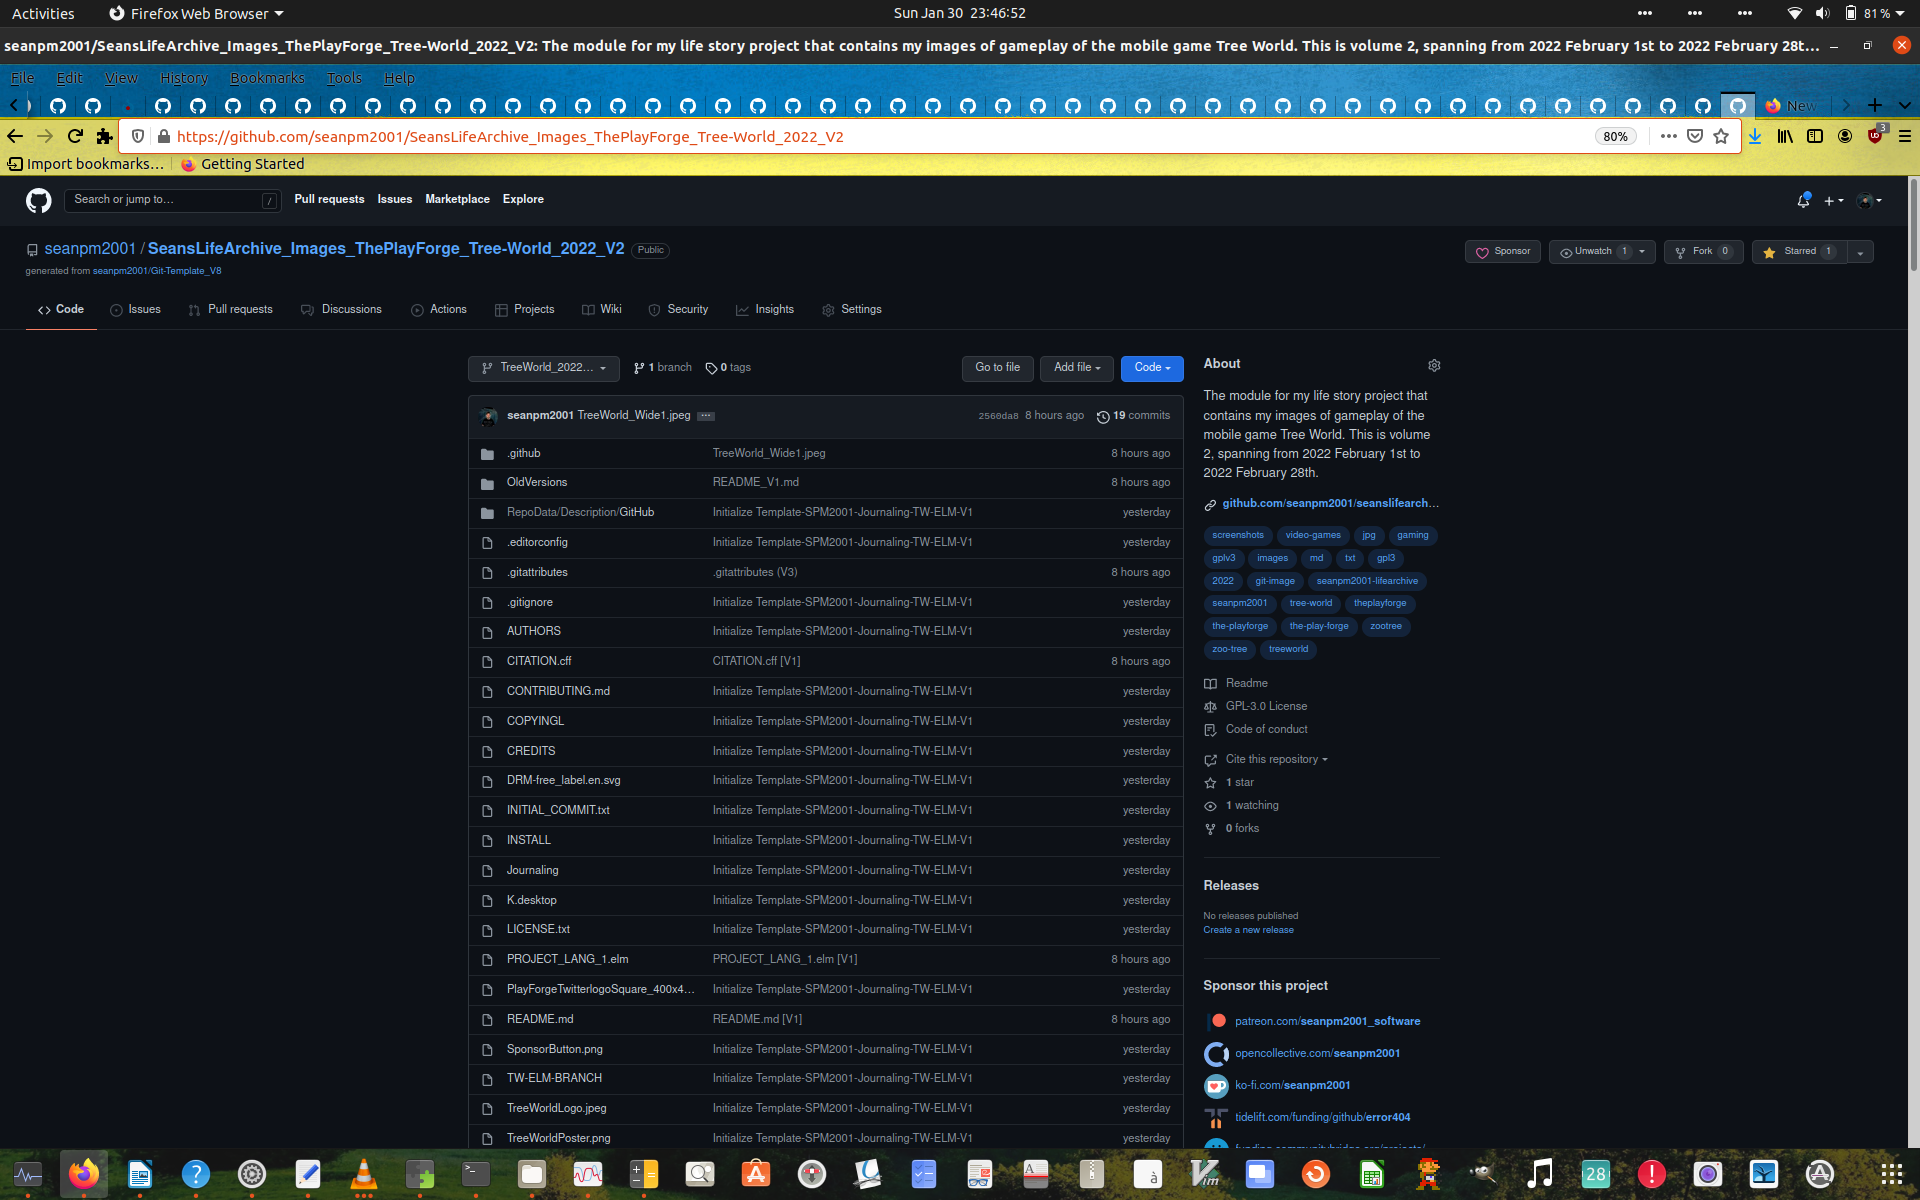 Activities Firefox Web Browser Sun Jan 30 23:46:52 81 %
seanpm2001/SeansLifeArchive_Images_ThePlayForge_Tree-World_2022_V2: The module for my life story project that contains my images of gameplay of the mobile game Tree World. This is volume 2, spanning from 2022 February 1st to 2022 February 28t…
File Edit View History Bookmarks Tools Help
New
https://github.com/seanpm2001/SeansLifeArchive_Images_ThePlayForge_Tree-World_2022_V2 80% 3
Import bookmarks… Getting Started
Search or jump to… / Pull requests Issues Marketplace Explore
seanpm2001 / SeansLifeArchive_Images_ThePlayForge_Tree-World_2022_V2 Public Sponsor Unwatch 1 Fork 0 Starred 1
generated from seanpm2001/Git-Template_V8
Code Issues Pull requests Discussions Actions Projects Wiki Security Insights Settings
TreeWorld_2022… 1 branch 0 tags Go to file Add file Code
seanpm2001 TreeWorld_Wide1.jpeg 2560da8 8 hours ago 19 commits
.github TreeWorld_Wide1.jpeg 8 hours ago
OldVersions README_V1.md 8 hours ago
RepoData/Description/GitHub Initialize Template-SPM2001-Journaling-TW-ELM-V1 yesterday
.editorconfig Initialize Template-SPM2001-Journaling-TW-ELM-V1 yesterday
.gitattributes .gitattributes (V3) 8 hours ago
.gitignore Initialize Template-SPM2001-Journaling-TW-ELM-V1 yesterday
AUTHORS Initialize Template-SPM2001-Journaling-TW-ELM-V1 yesterday
CITATION.cff CITATION.cff [V1] 8 hours ago
CONTRIBUTING.md Initialize Template-SPM2001-Journaling-TW-ELM-V1 yesterday
COPYINGL Initialize Template-SPM2001-Journaling-TW-ELM-V1 yesterday
CREDITS Initialize Template-SPM2001-Journaling-TW-ELM-V1 yesterday
DRM-free_label.en.svg Initialize Template-SPM2001-Journaling-TW-ELM-V1 yesterday
INITIAL_COMMIT.txt Initialize Template-SPM2001-Journaling-TW-ELM-V1 yesterday
INSTALL Initialize Template-SPM2001-Journaling-TW-ELM-V1 yesterday
Journaling Initialize Template-SPM2001-Journaling-TW-ELM-V1 yesterday
K.desktop Initialize Template-SPM2001-Journaling-TW-ELM-V1 yesterday
LICENSE.txt Initialize Template-SPM2001-Journaling-TW-ELM-V1 yesterday
PROJECT_LANG_1.elm PROJECT_LANG_1.elm [V1] 8 hours ago
PlayForgeTwitterlogoSquare_400x4… Initialize Template-SPM2001-Journaling-TW-ELM-V1 yesterday
README.md README.md [V1] 8 hours ago
SponsorButton.png Initialize Template-SPM2001-Journaling-TW-ELM-V1 yesterday
TW-ELM-BRANCH Initialize Template-SPM2001-Journaling-TW-ELM-V1 yesterday
TreeWorldLogo.jpeg Initialize Template-SPM2001-Journaling-TW-ELM-V1 yesterday
TreeWorldPoster.png Initialize Template-SPM2001-Journaling-TW-ELM-V1 yesterday
About
The module for my life story project that
contains my images of gameplay of the
mobile game Tree World. This is volume
2, spanning from 2022 February 1st to
2022 February 28th.
github.com/seanpm2001/seanslifearch…
screenshots video-games jpg gaming
gplv3 images md txt gpl3
2022 git-image seanpm2001-lifearchive
seanpm2001 tree-world theplayforge
the-playforge the-play-forge zootree
zoo-tree treeworld
Readme
GPL-3.0 License
Code of conduct
Cite this repository
1 star
1 watching
0 forks
Releases
No releases published
Create a new release
Sponsor this project
patreon.com/seanpm2001_software
opencollective.com/seanpm2001
ko-fi.com/seanpm2001
tidelift.com/funding/github/error404
28